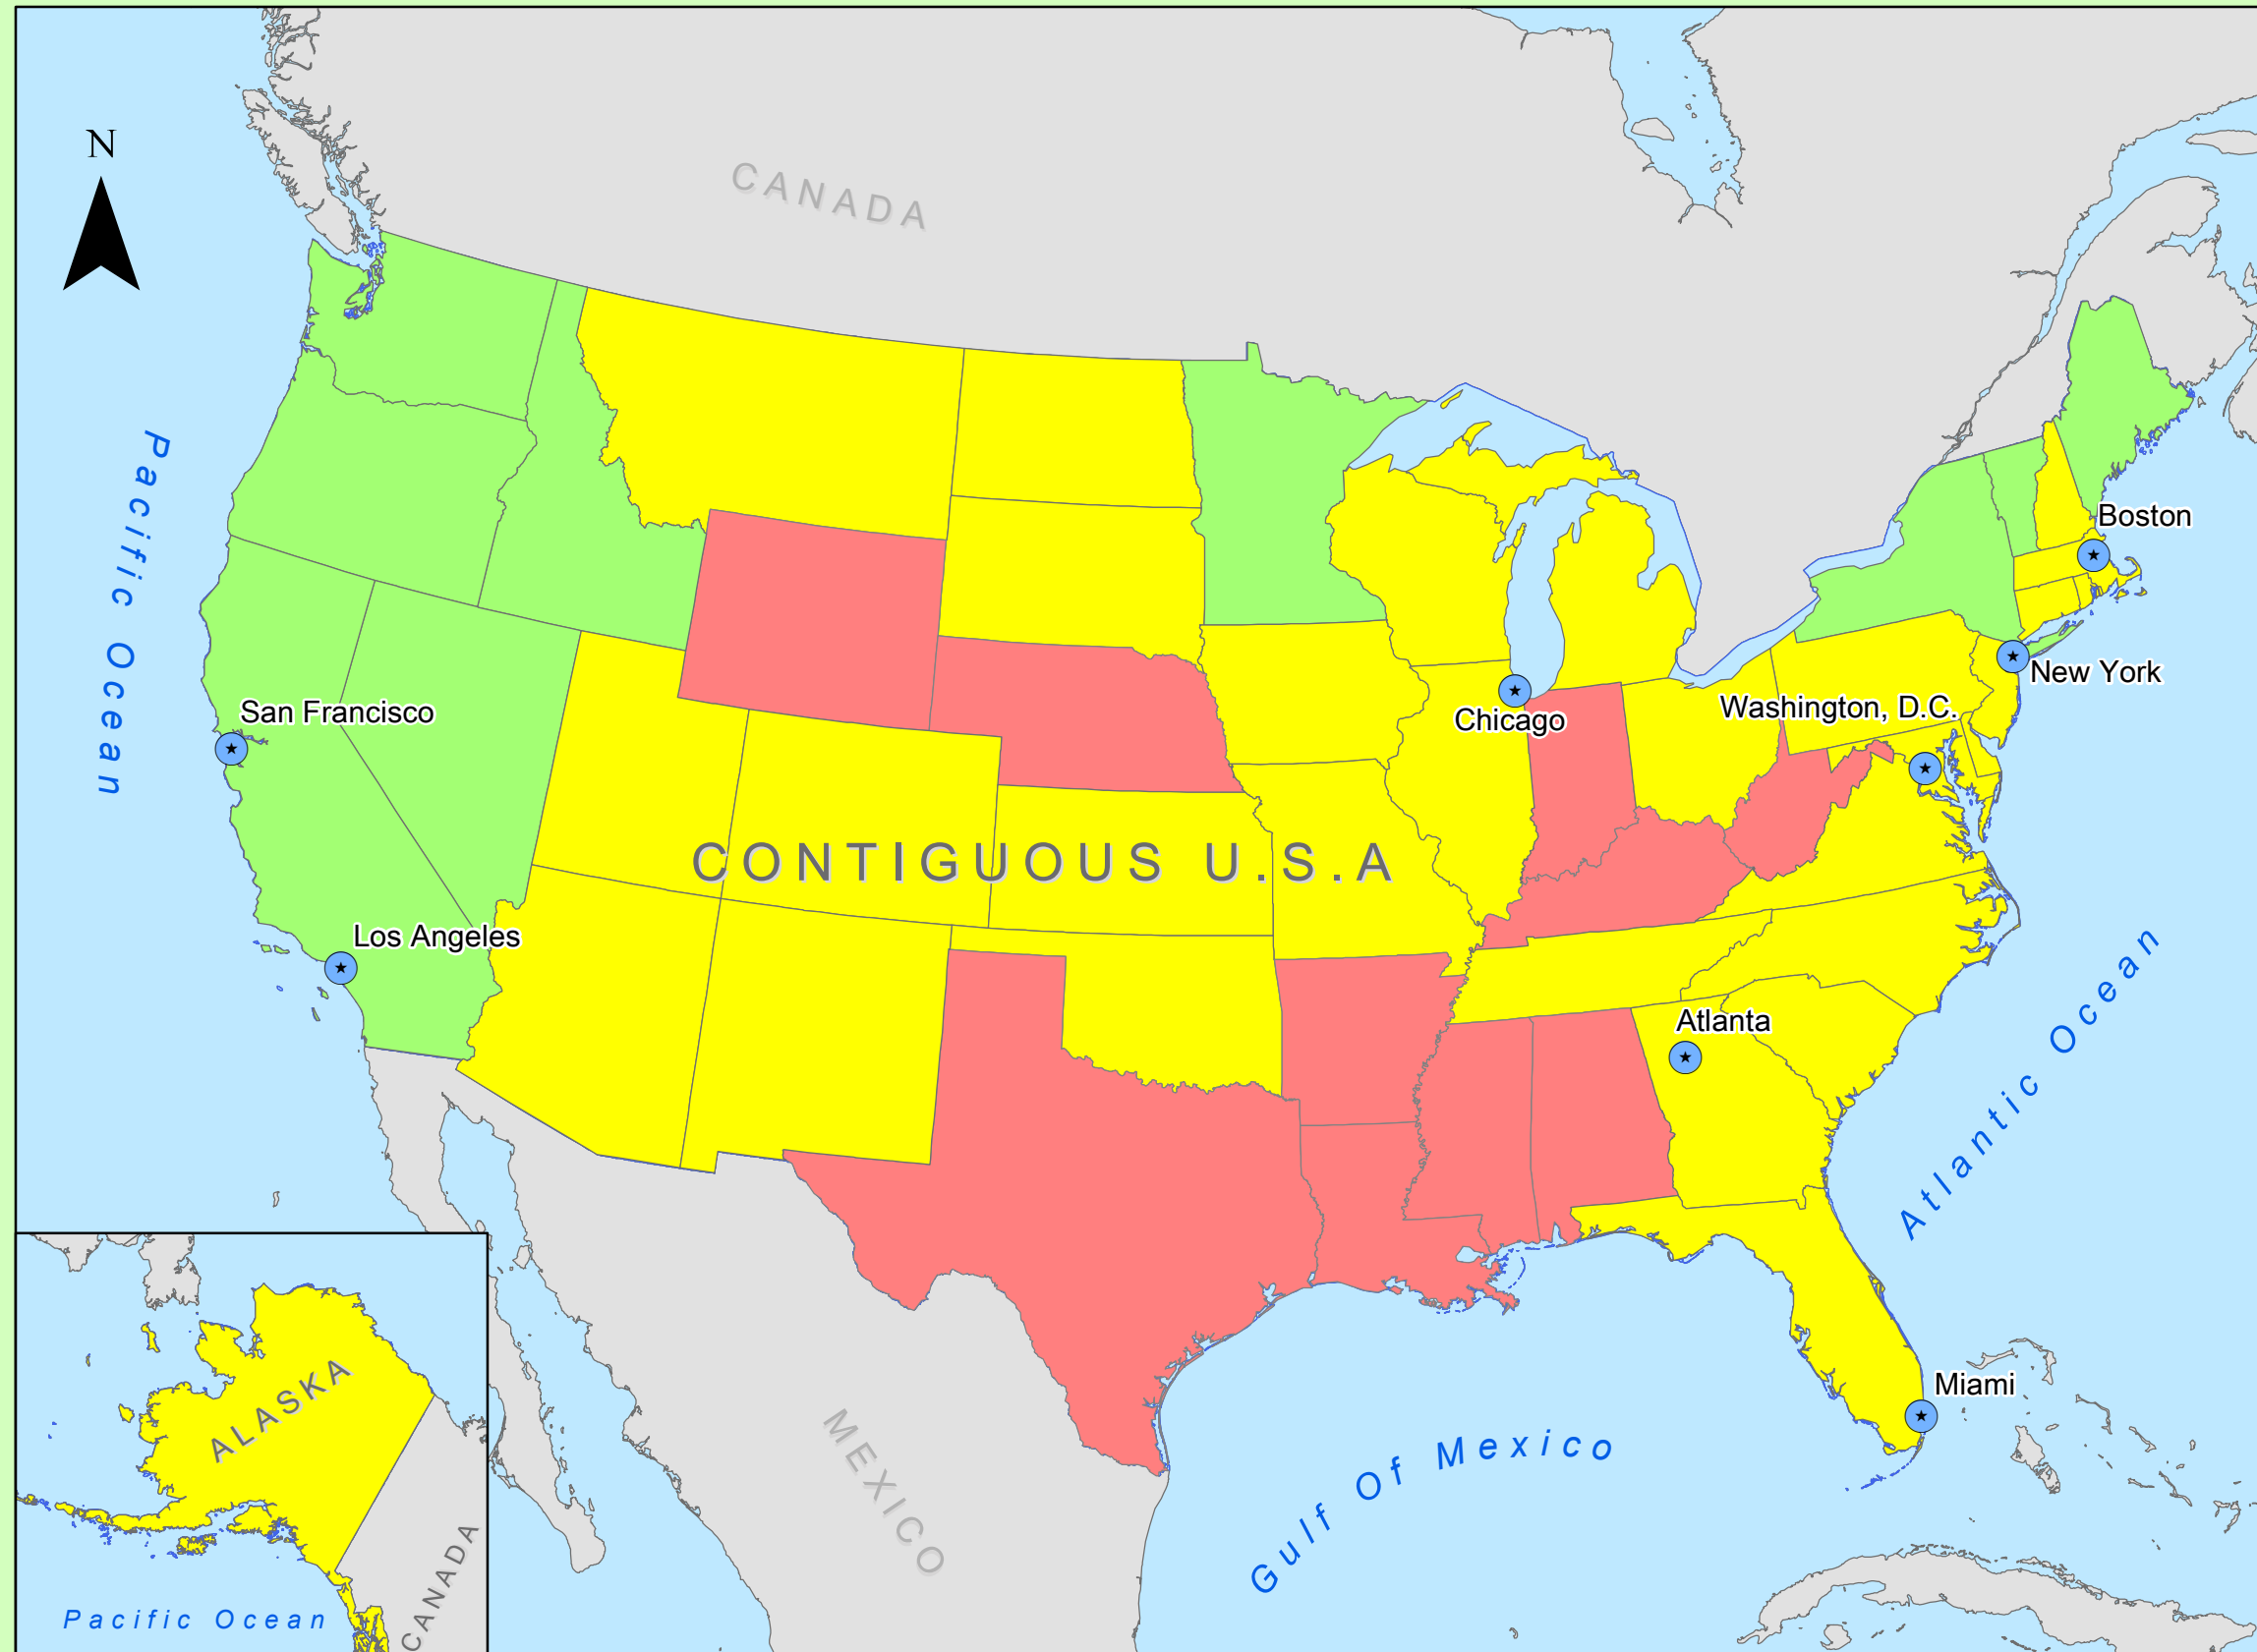 N
CANADA
Pacific Ocean
Boston
New York
Washington, D.C.
San Francisco
Chicago
CONTIGUOUS U.S.A
Los Angeles
Atlanta
Atlantic Ocean
Miami
ALASKA
MEXICO
Gulf Of Mexico
CANADA
Pacific Ocean